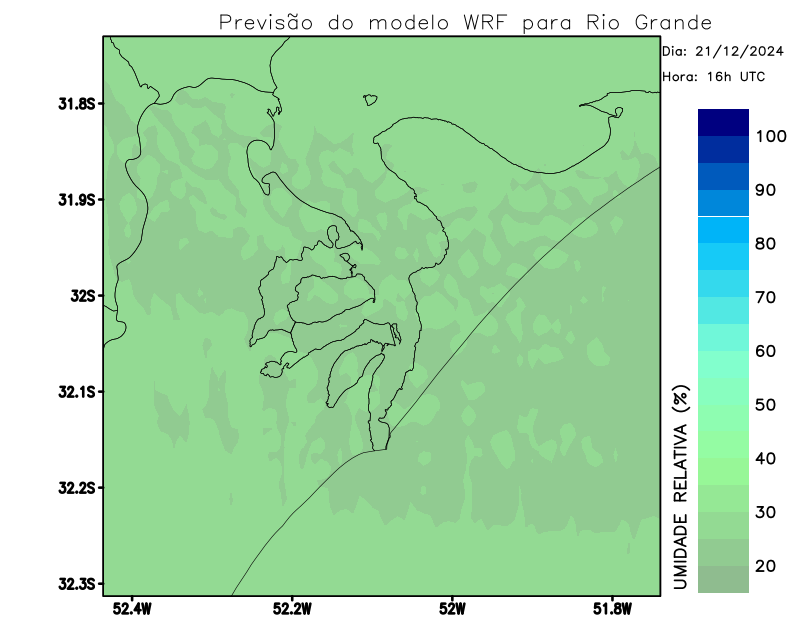 Previsão do modelo WRF para Rio Grande
Dia: 21/12/2024
Hora: 16h UTC
31.8S
31.9S
32S
32.1S
32.2S
32.3S
52.4W
52.2W
52W
51.8W
UMIDADE RELATIVA (%)
100
90
80
70
60
50
40
30
20